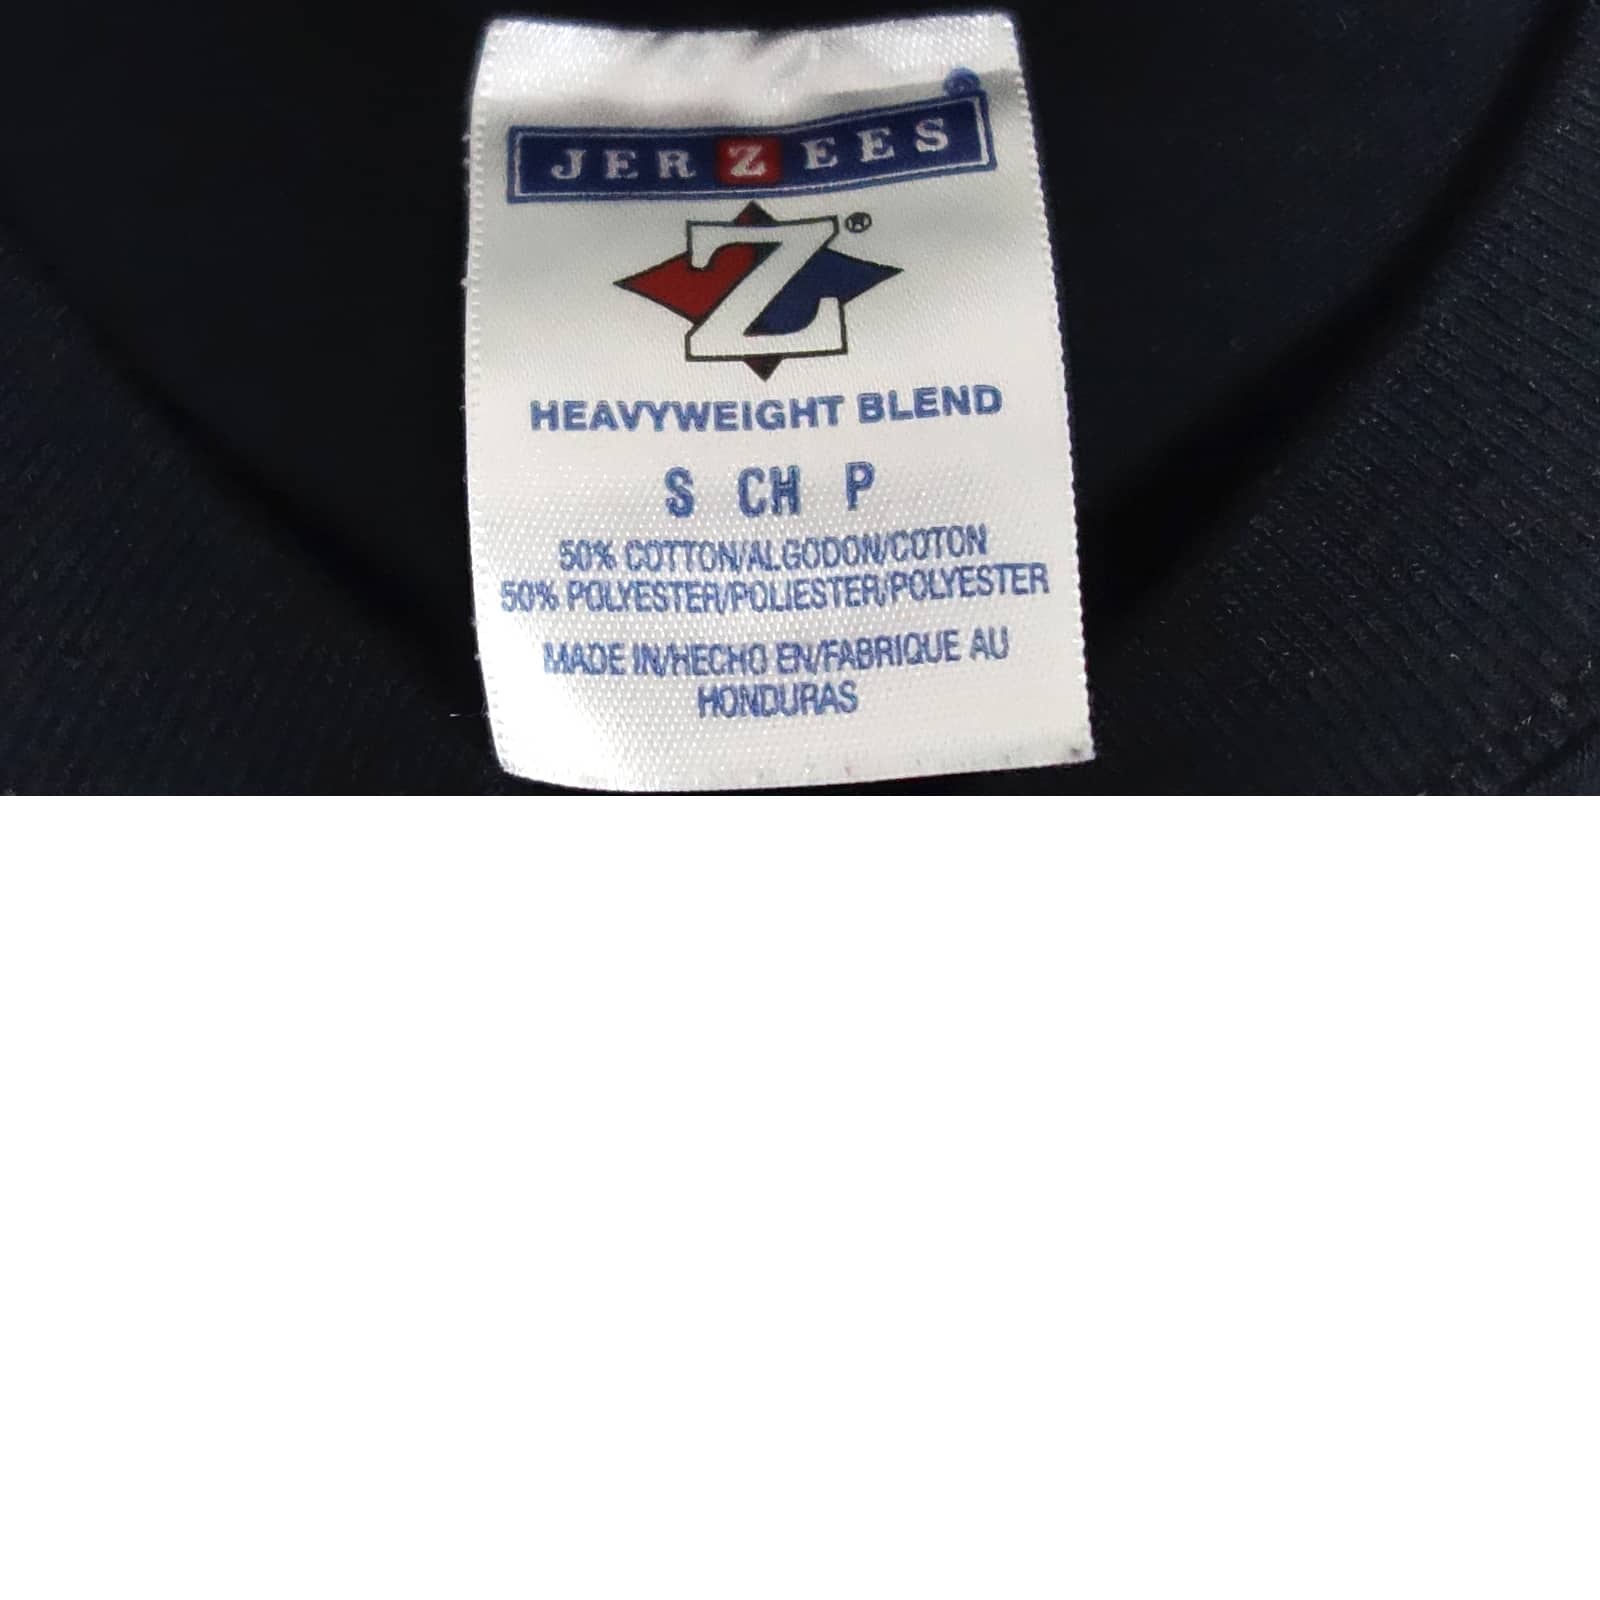 JERZEES
Z®
HEAVYWEIGHT BLEND
S CH P
50% COTTON/ALGODON/COTON
50% POLYESTER/POLIESTER/POLYESTER
MADE IN/HECHO EN/FABRIQUE AU
HONDURAS